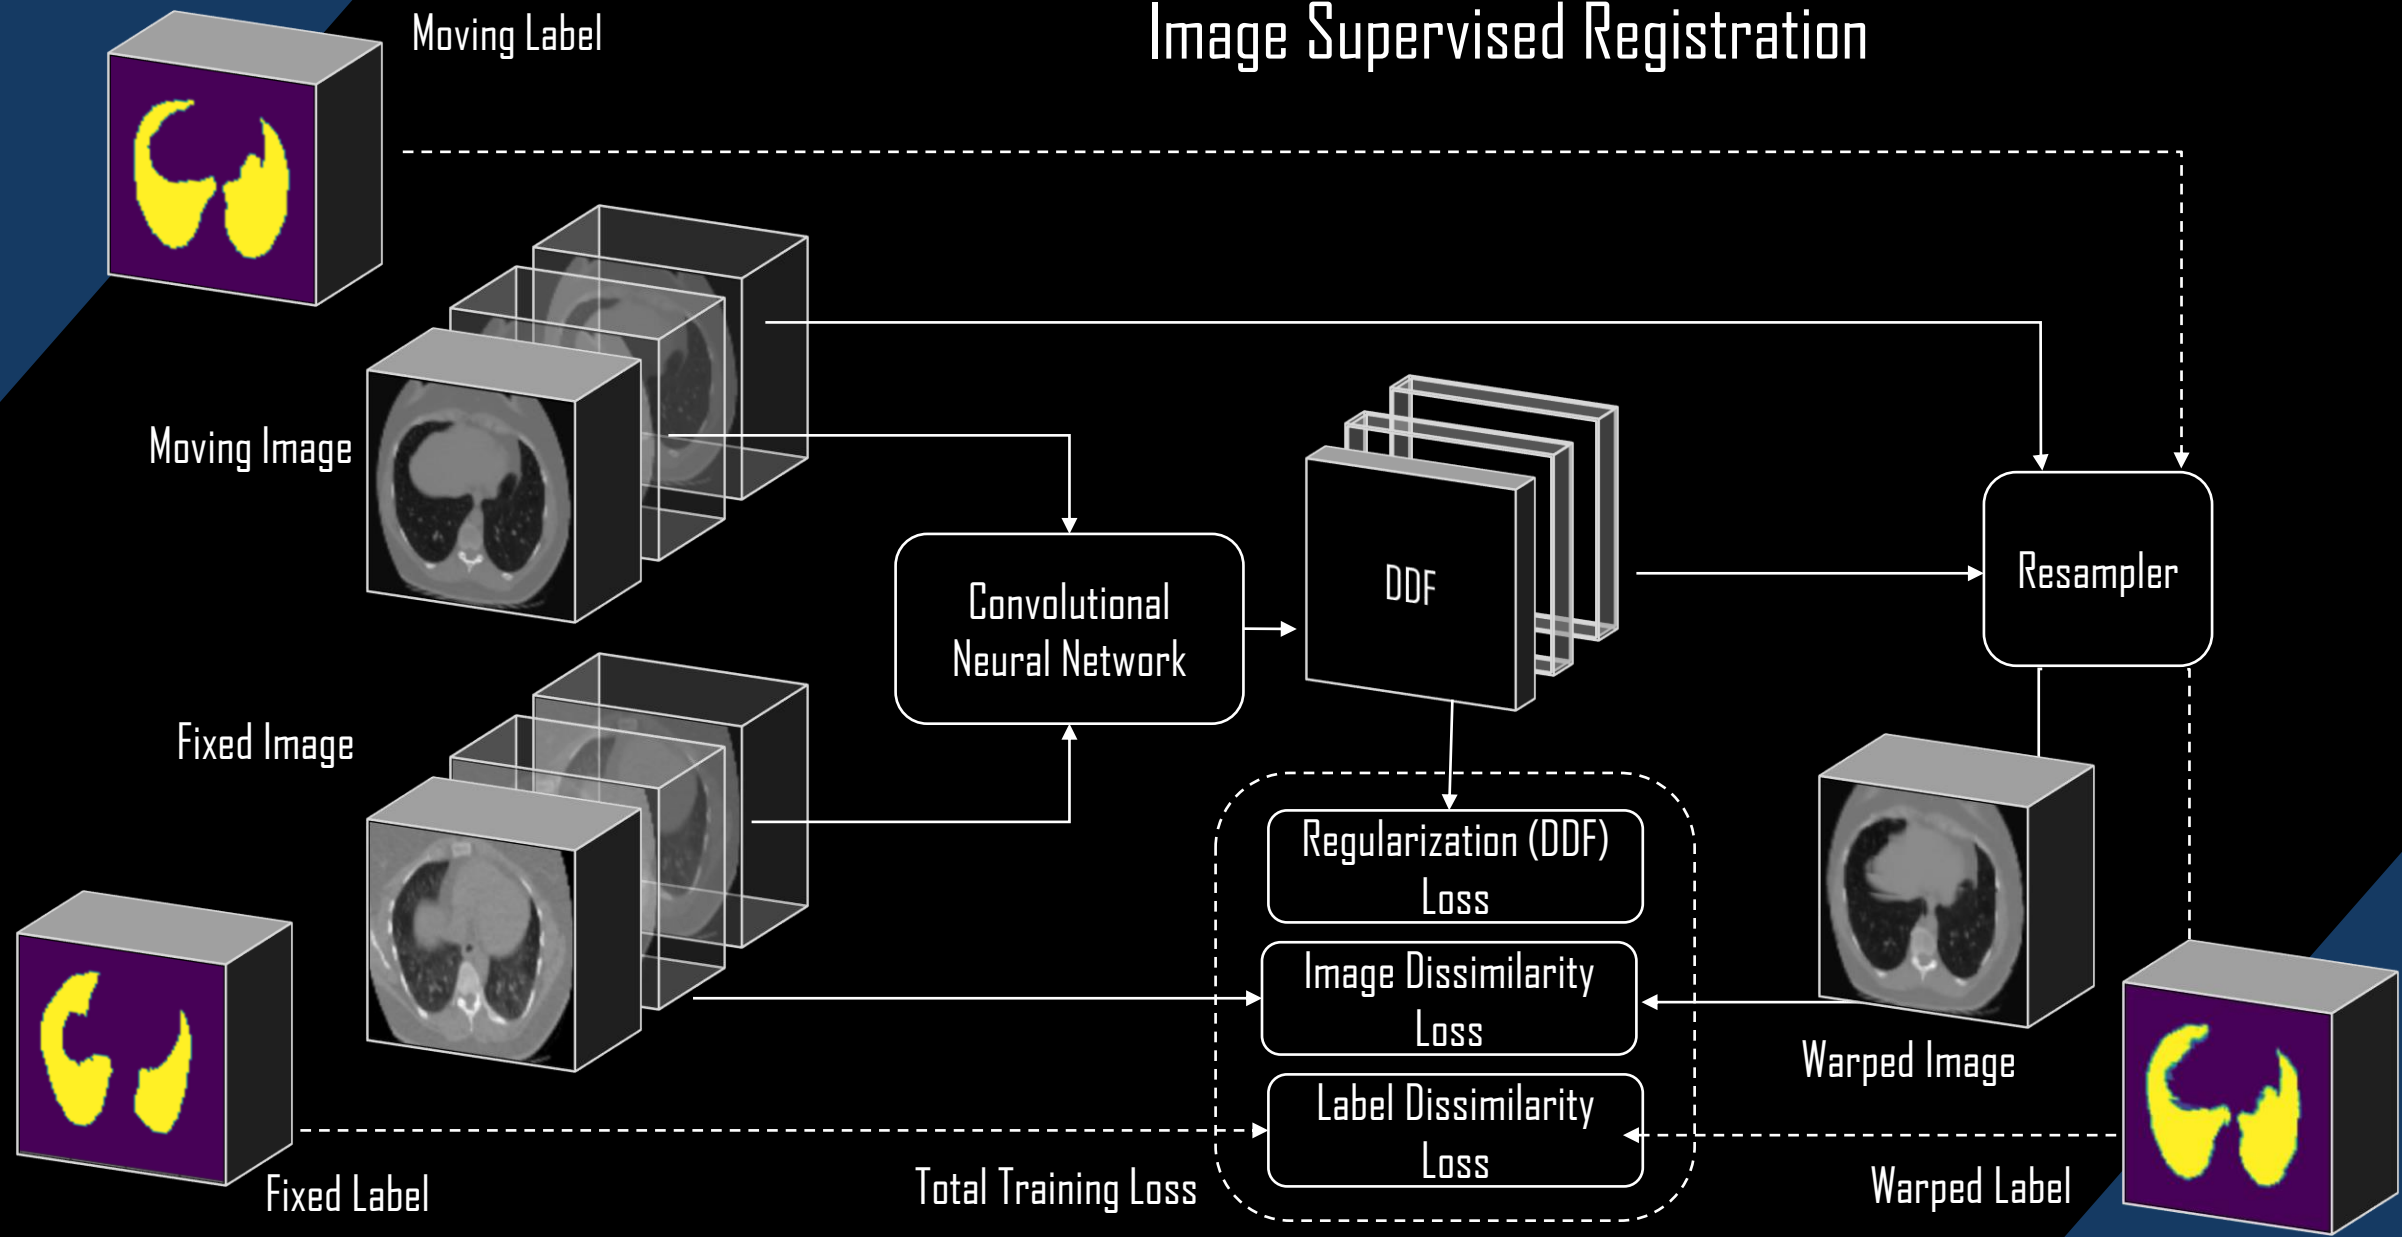 Image Supervised Registration
Moving Label
Moving Image
Convolutional
Neural Network
DDF
Resampler
Fixed Image
Regularization (DDF)
Loss
Image Dissimilarity
Loss
Label Dissimilarity
Loss
Warped Image
Fixed Label
Total Training Loss
Warped Label